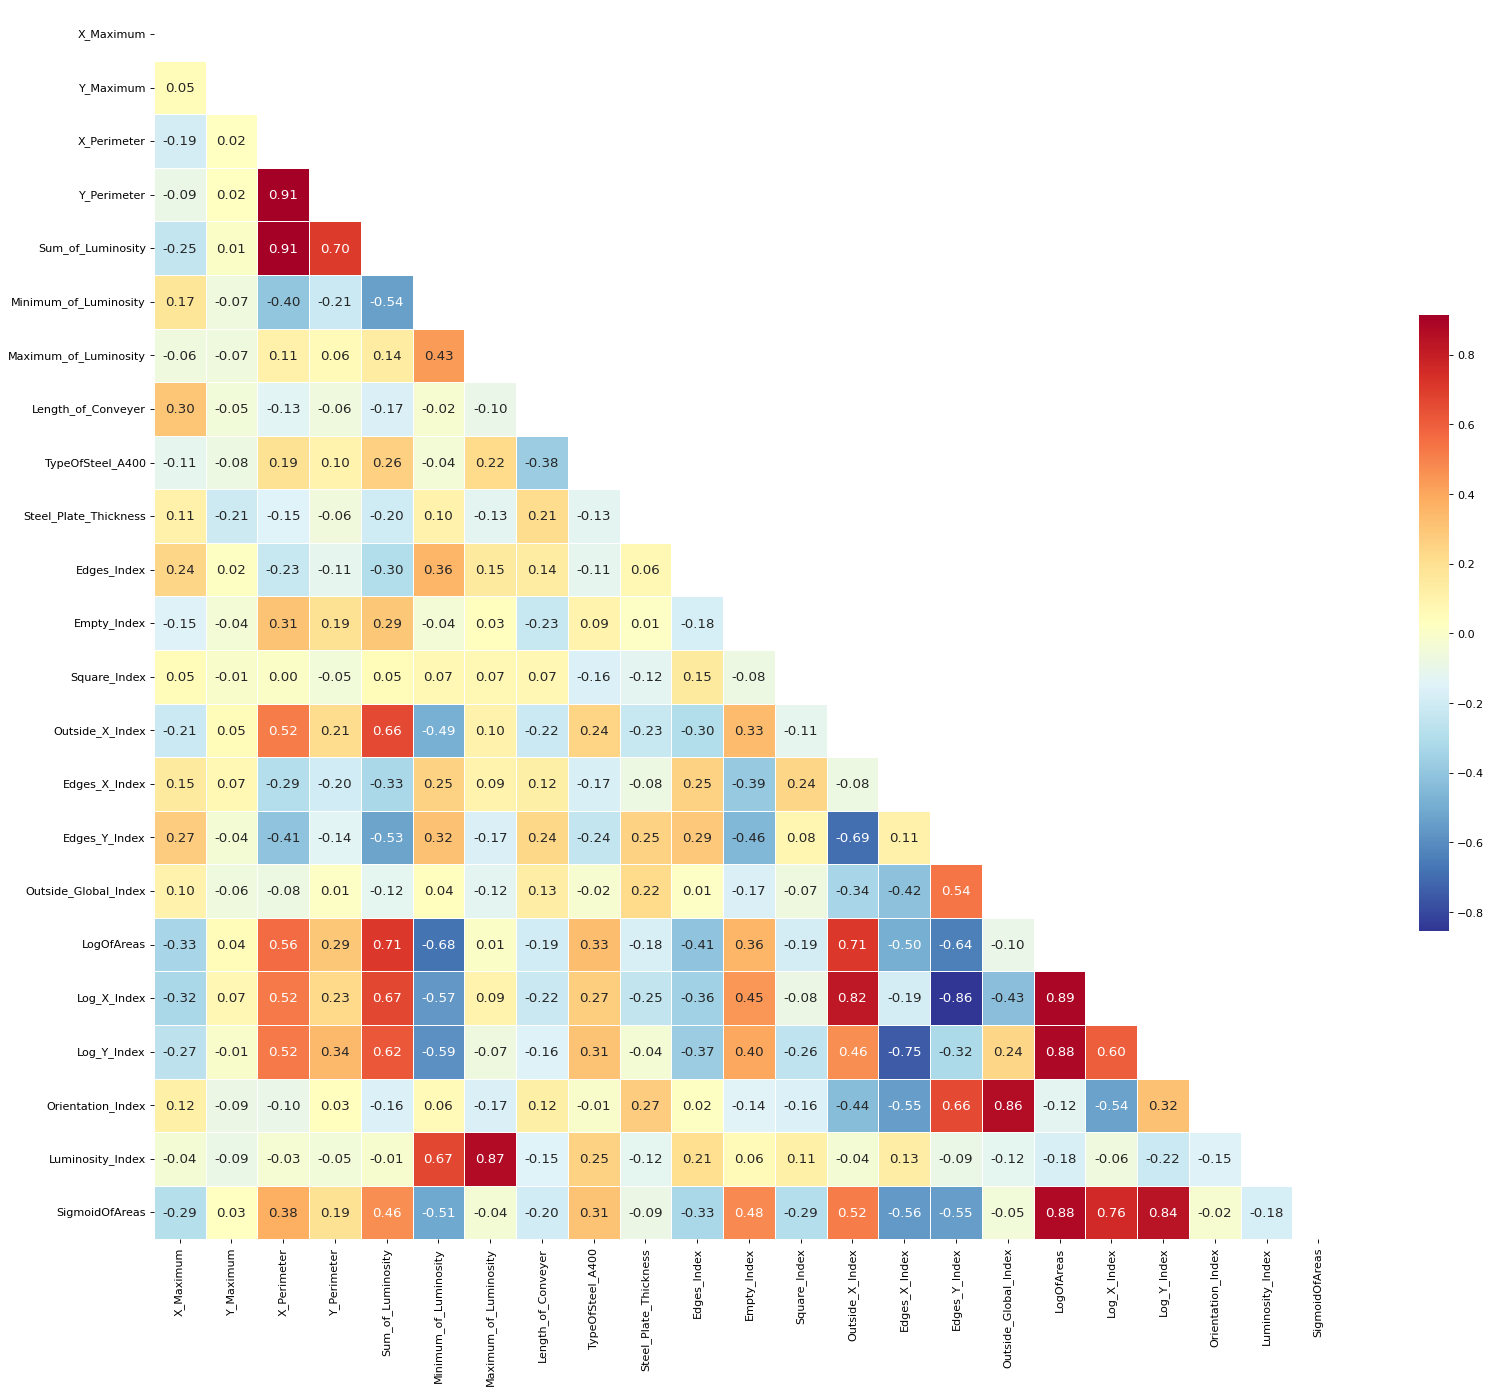 X_Maximum
Y_Maximum 0.05
X_Perimeter -0.19 0.02
Y_Perimeter -0.09 0.02 0.91
Sum_of_Luminosity -0.25 0.01 0.91 0.70
Minimum_of_Luminosity 0.17 -0.07 -0.40 -0.21 -0.54
Maximum_of_Luminosity -0.06 -0.07 0.11 0.06 0.14 0.43
Length_of_Conveyer 0.30 -0.05 -0.13 -0.06 -0.17 -0.02 -0.10
TypeOfSteel_A400 -0.11 -0.08 0.19 0.10 0.26 -0.04 0.22 -0.38
Steel_Plate_Thickness 0.11 -0.21 -0.15 -0.06 -0.20 0.10 -0.13 0.21 -0.13
Edges_Index 0.24 0.02 -0.23 -0.11 -0.30 0.36 0.15 0.14 -0.11 0.06
Empty_Index -0.15 -0.04 0.31 0.19 0.29 -0.04 0.03 -0.23 0.09 0.01 -0.18
Square_Index 0.05 -0.01 0.00 -0.05 0.05 0.07 0.07 0.07 -0.16 -0.12 0.15 -0.08
Outside_X_Index -0.21 0.05 0.52 0.21 0.66 -0.49 0.10 -0.22 0.24 -0.23 -0.30 0.33 -0.11
Edges_X_Index 0.15 0.07 -0.29 -0.20 -0.33 0.25 0.09 0.12 -0.17 -0.08 0.25 -0.39 0.24 -0.08
Edges_Y_Index 0.27 -0.04 -0.41 -0.14 -0.53 0.32 -0.17 0.24 -0.24 0.25 0.29 -0.46 0.08 -0.69 0.11
Outside_Global_Index 0.10 -0.06 -0.08 0.01 -0.12 0.04 -0.12 0.13 -0.02 0.22 0.01 -0.17 -0.07 -0.34 -0.42 0.54
LogOfAreas -0.33 0.04 0.56 0.29 0.71 -0.68 0.01 -0.19 0.33 -0.18 -0.41 0.36 -0.19 0.71 -0.50 -0.64 -0.10
Log_X_Index -0.32 0.07 0.52 0.23 0.67 -0.57 0.09 -0.22 0.27 -0.25 -0.36 0.45 -0.08 0.82 -0.19 -0.86 -0.43 0.89
Log_Y_Index -0.27 -0.01 0.52 0.34 0.62 -0.59 -0.07 -0.16 0.31 -0.04 -0.37 0.40 -0.26 0.46 -0.75 -0.32 0.24 0.88 0.60
Orientation_Index 0.12 -0.09 -0.10 0.03 -0.16 0.06 -0.17 0.12 -0.01 0.27 0.02 -0.14 -0.16 -0.44 -0.55 0.66 0.86 -0.12 -0.54 0.32
Luminosity_Index -0.04 -0.09 -0.03 -0.05 -0.01 0.67 0.87 -0.15 0.25 -0.12 0.21 0.06 0.11 -0.04 0.13 -0.09 -0.12 -0.18 -0.06 -0.22 -0.15
SigmoidOfAreas -0.29 0.03 0.38 0.19 0.46 -0.51 -0.04 -0.20 0.31 -0.09 -0.33 0.48 -0.29 0.52 -0.56 -0.55 -0.05 0.88 0.76 0.84 -0.02 -0.18
X_Maximum
Y_Maximum
X_Perimeter
Y_Perimeter
Sum_of_Luminosity
Minimum_of_Luminosity
Maximum_of_Luminosity
Length_of_Conveyer
TypeOfSteel_A400
Steel_Plate_Thickness
Edges_Index
Empty_Index
Square_Index
Outside_X_Index
Edges_X_Index
Edges_Y_Index
Outside_Global_Index
LogOfAreas
Log_X_Index
Log_Y_Index
Orientation_Index
Luminosity_Index
SigmoidOfAreas
0.8
0.6
0.4
0.2
0.0
−0.2
−0.4
−0.6
−0.8